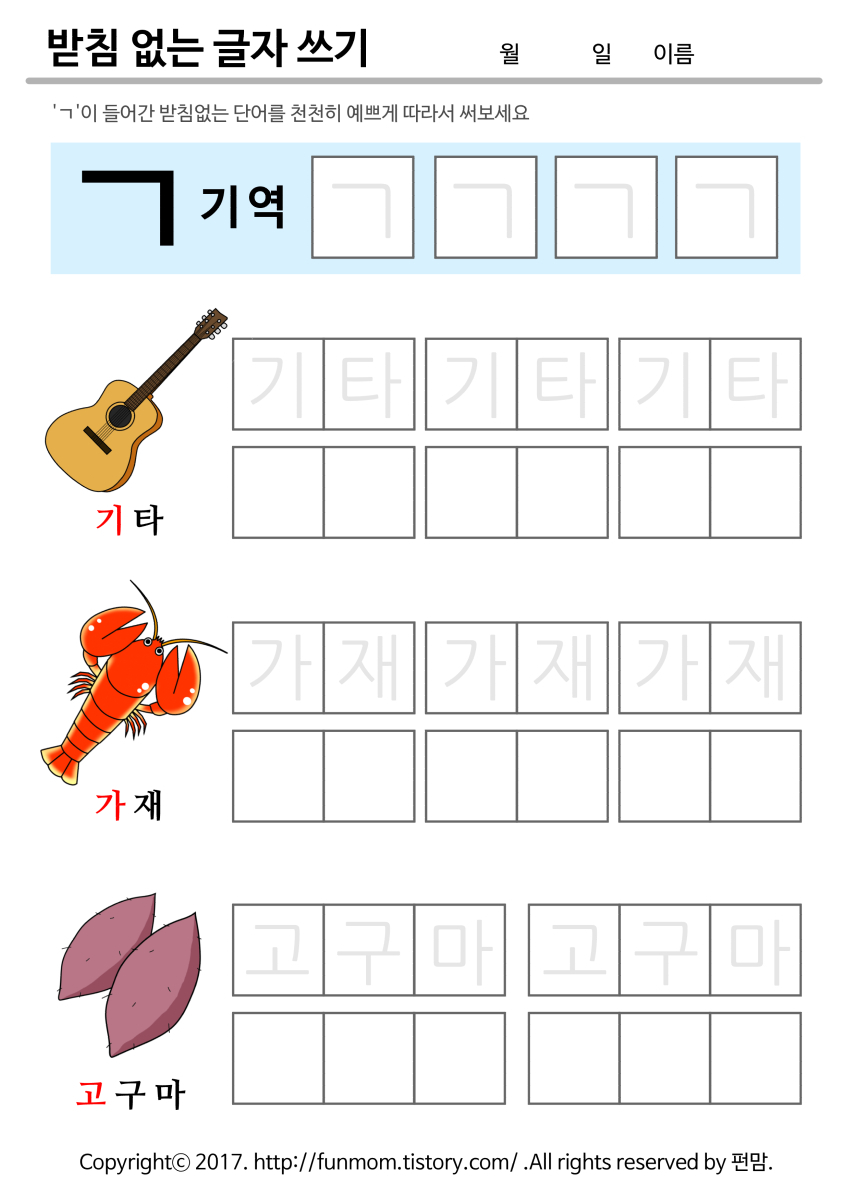 받침 없는 글자 쓰기 월 일 이름
'ㄱ'이 들어간 받침없는 단어를 천천히 예쁘게 따라서 써보세요
ㄱ 기역 ㄱ ㄱ ㄱ ㄱ
기 타 기 타 기 타
기 타
가 재 가 재 가 재
가 재
고 구 마 고 구 마
고 구 마
Copyrightⓒ 2017. http://funmom.tistory.com/ .All rights reserved by 펀맘.